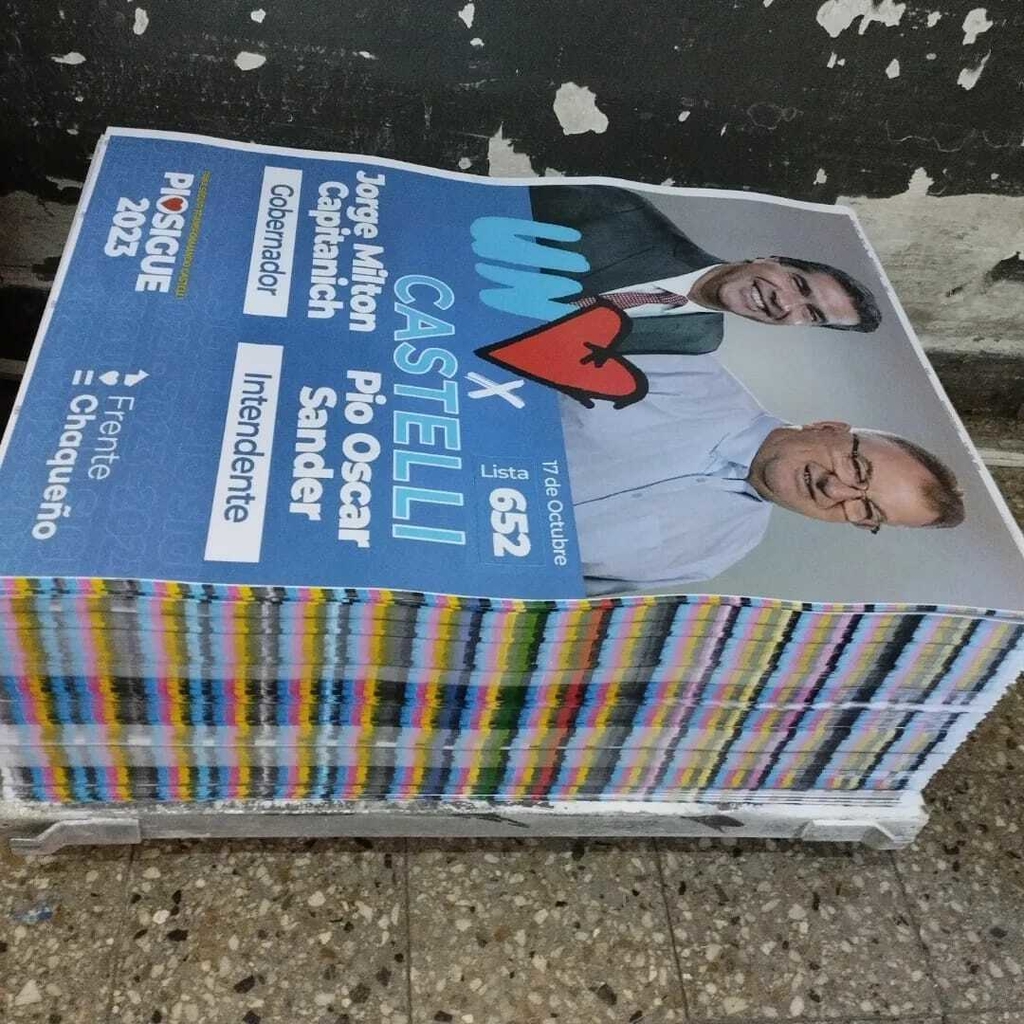 UN
X
CASTELLI
17 de Octubre
Lista
652
Jorge Milton
Capitanich
Gobernador
Pio Oscar
Sander
Intendente
PIOSIGUE
2023
Frente
Chaqueño